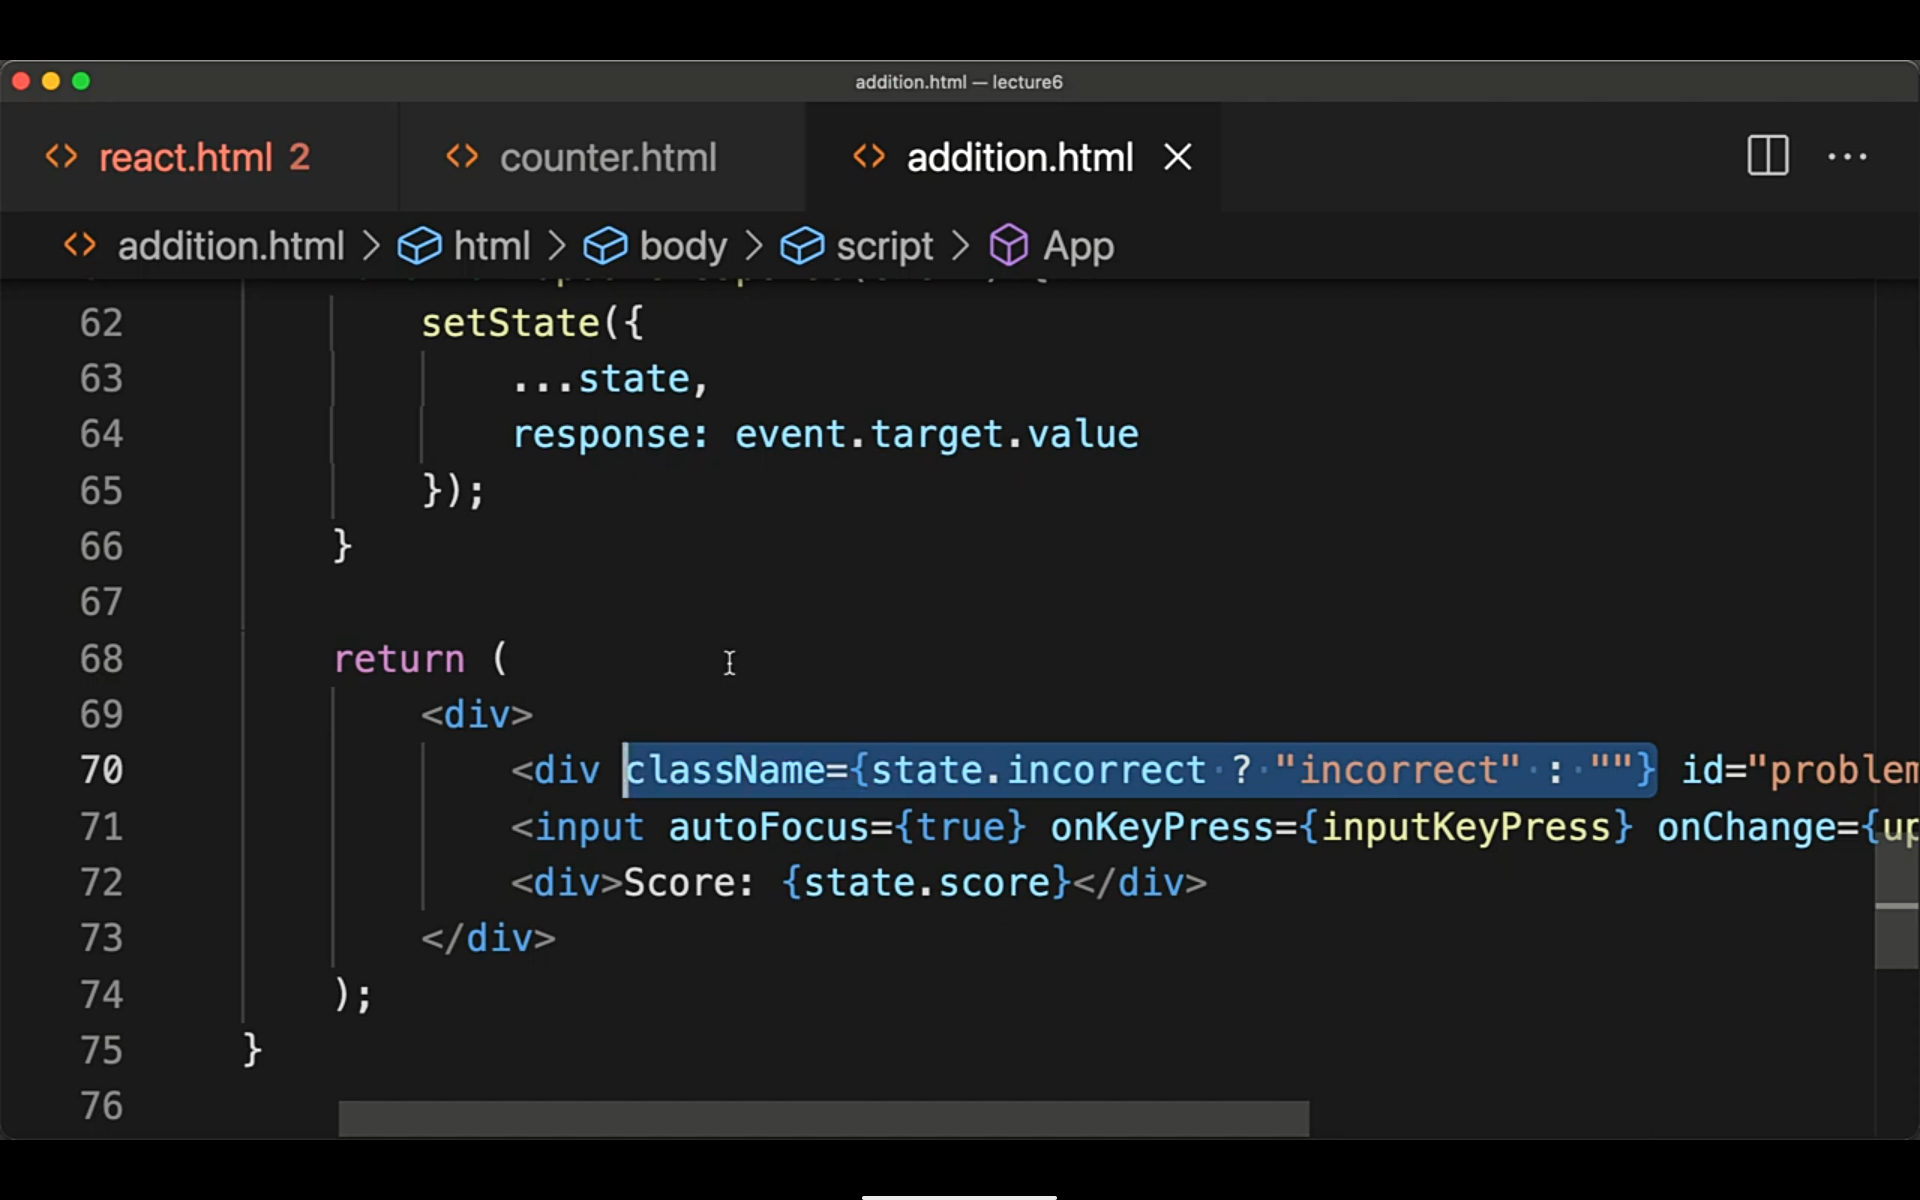 addition.html — lecture6
<> react.html 2 <> counter.html <> addition.html ×
<> addition.html > html > body > script > App
62 setState({
63 ...state,
64 response: event.target.value
65 });
66 }
67
68 return (
69 <div>
70 <div className={state.incorrect ? "incorrect" : ""} id="problem
71 <input autoFocus={true} onKeyPress={inputKeyPress} onChange={up
72 <div>Score: {state.score}</div>
73 </div>
74 );
75 }
76